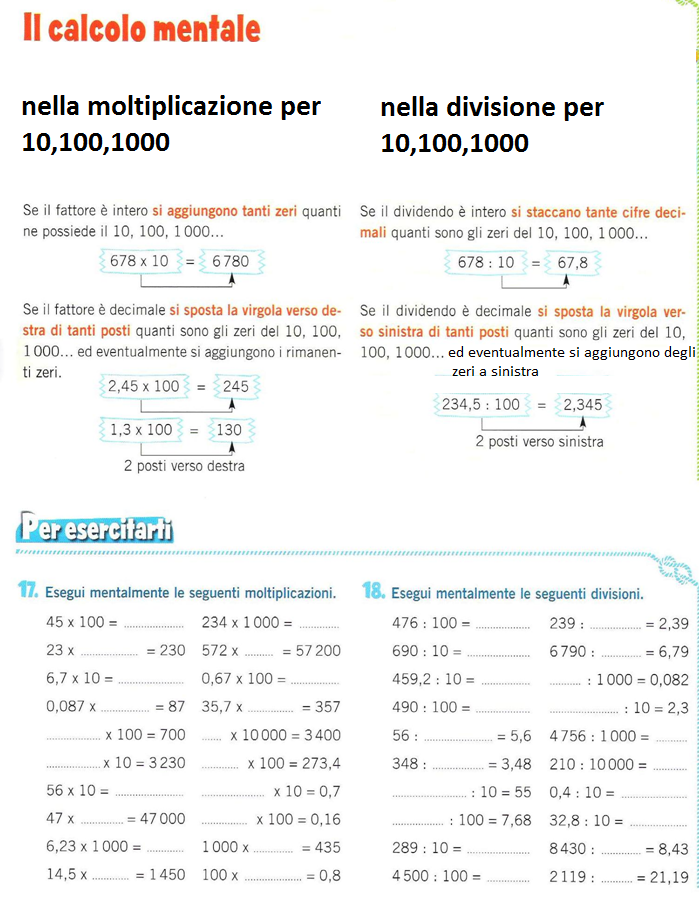 Il calcolo mentale
nella moltiplicazione per
10,100,1000
Se il fattore è intero si aggiungono tanti zeri quanti
ne possiede il 10, 100, 1 000...
678 x 10 = 6 780
Se il fattore è decimale si sposta la virgola verso de-
stra di tanti posti quanti sono gli zeri del 10, 100,
1 000... ed eventualmente si aggiungono i rimanen-
ti zeri.
2,45 x 100 = 245
1,3 x 100 = 130
2 posti verso destra
nella divisione per
10,100,1000
Se il dividendo è intero si staccano tante cifre deci-
mali quanti sono gli zeri del 10, 100, 1 000...
678 : 10 = 67,8
Se il dividendo è decimale si sposta la virgola ver-
so sinistra di tanti posti quanti sono gli zeri del 10,
100, 1 000... ed eventualmente si aggiungono degli
zeri a sinistra
234,5 : 100 = 2,345
2 posti verso sinistra
Per esercitarti
17. Esegui mentalmente le seguenti moltiplicazioni.
45 x 100 = .................... 234 x 1 000 = .............
23 x ................... = 230 572 x .......... = 57 200
6,7 x 10 = ..................... 0,67 x 100 = ................
0,087 x ................ = 87 35,7 x ............... = 357
.................. x 100 = 700 ....... x 10 000 = 3 400
.................. x 10 = 3 230 ............. x 100 = 273,4
56 x 10 = ...................... ..................... x 10 = 0,7
47 x .............. = 47 000 .................. x 100 = 0,16
6,23 x 1 000 = ............. 1 000 x ............. = 435
14,5 x ............ = 1 450 100 x ................... = 0,8
18. Esegui mentalmente le seguenti divisioni.
476 : 100 = .................. 239 : ................. = 2,39
690 : 10 = ..................... 6 790 : ............. = 6,79
459,2 : 10 = ................ .......... : 1 000 = 0,082
490 : 100 = .................. ....................... : 10 = 2,3
56 : ...................... = 5,6 4 756 : 1 000 = ..........
348 : ................. = 3,48 210 : 10 000 = ...........
........................ : 10 = 55 0,4 : 10 = .....................
................. : 100 = 7,68 32,8 : 10 = ..................
289 : 10 = ..................... 8 430 : ............. = 8,43
4 500 : 100 = .............. 2 119 : ............ = 21,19